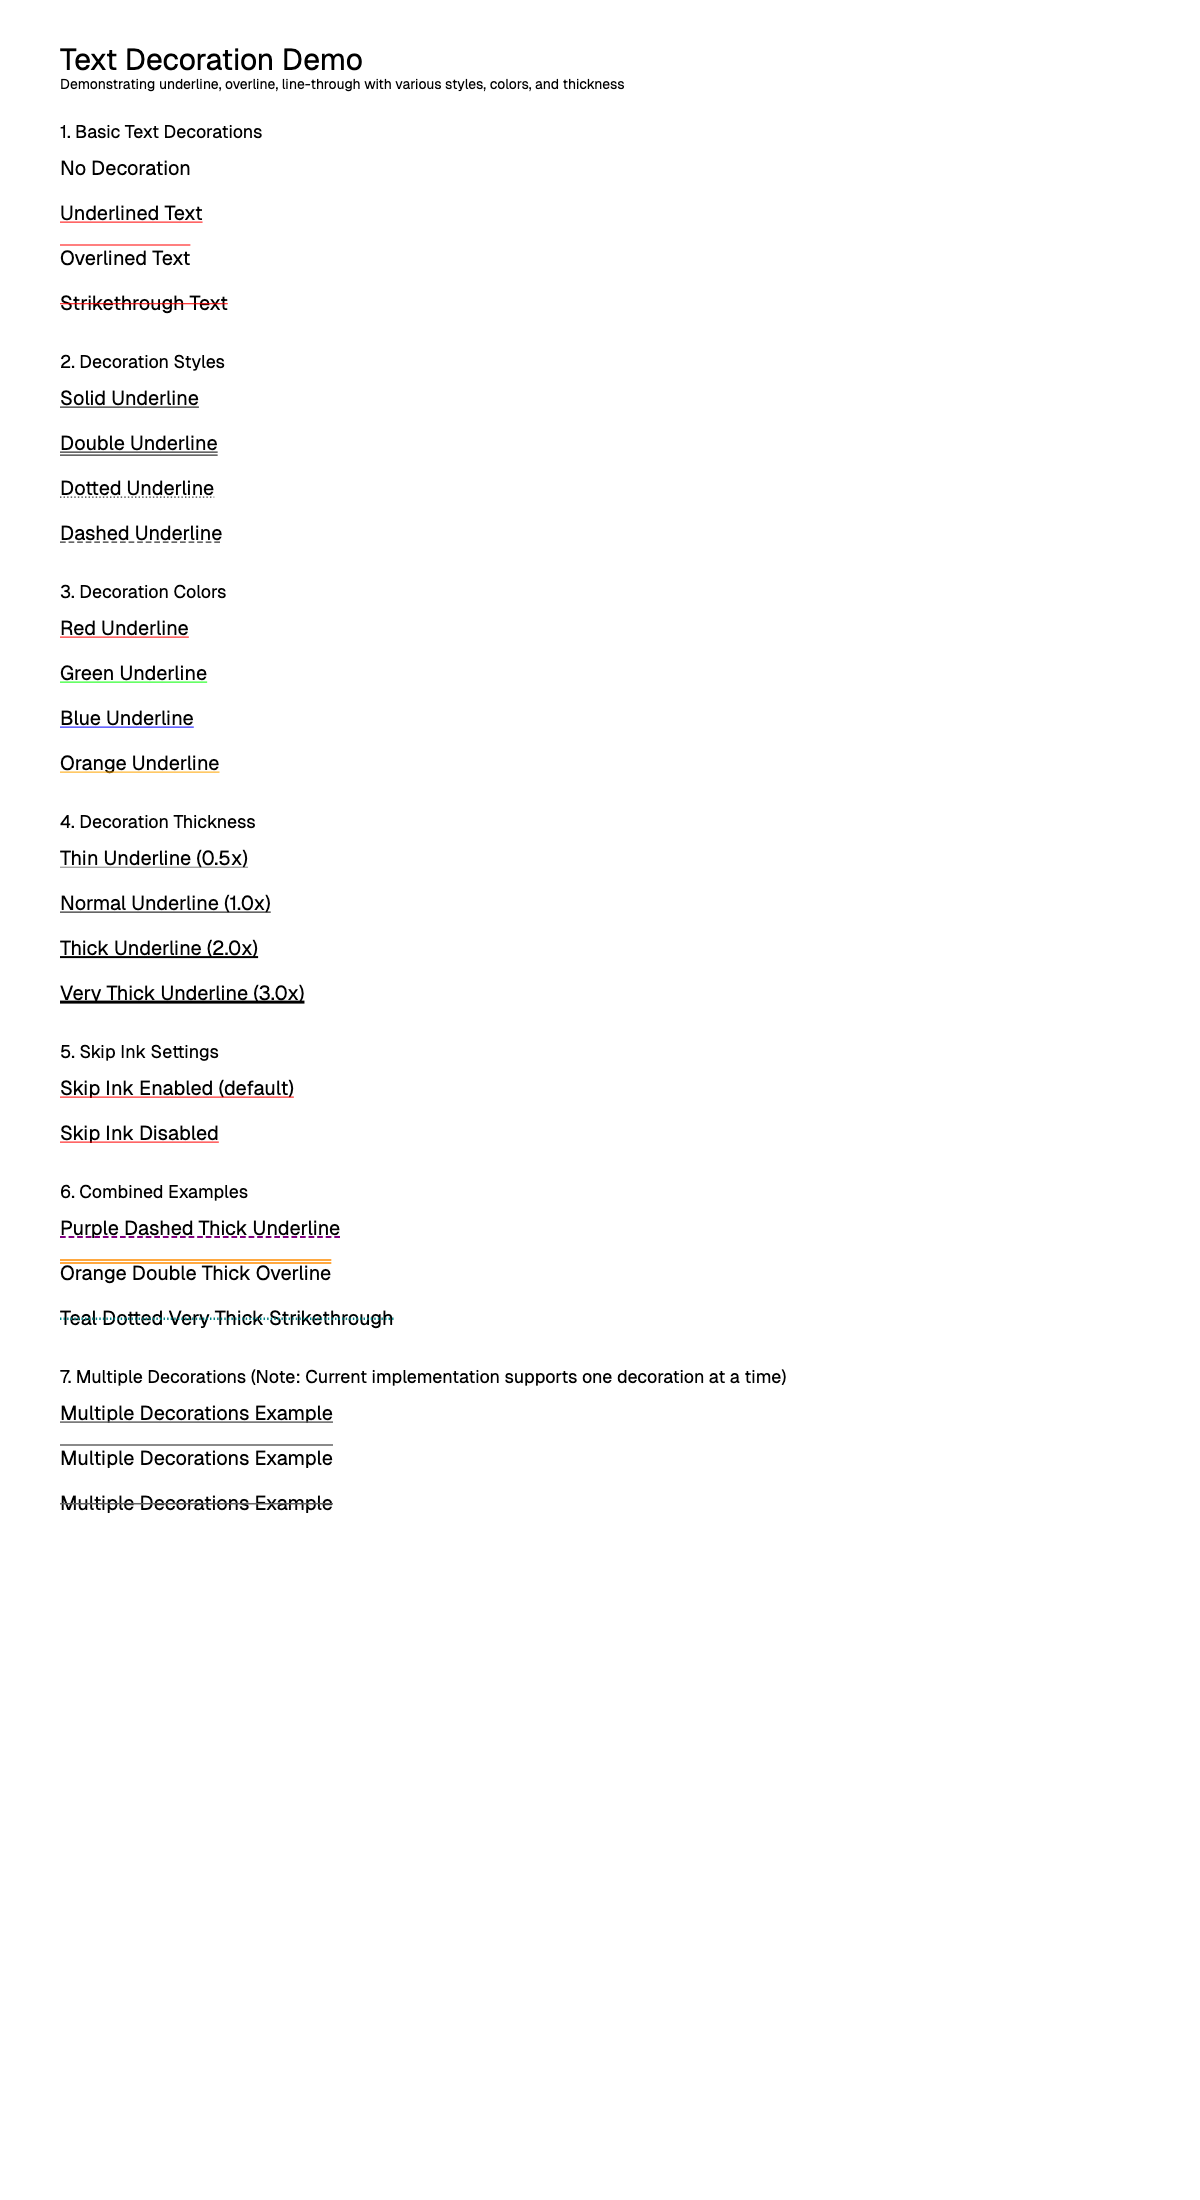 Text Decoration Demo
Demonstrating underline, overline, line-through with various styles, colors, and thickness
1. Basic Text Decorations
No Decoration
Underlined Text
Overlined Text
Strikethrough Text
2. Decoration Styles
Solid Underline
Double Underline
Dotted Underline
Dashed Underline
3. Decoration Colors
Red Underline
Green Underline
Blue Underline
Orange Underline
4. Decoration Thickness
Thin Underline (0.5x)
Normal Underline (1.0x)
Thick Underline (2.0x)
Very Thick Underline (3.0x)
5. Skip Ink Settings
Skip Ink Enabled (default)
Skip Ink Disabled
6. Combined Examples
Purple Dashed Thick Underline
Orange Double Thick Overline
Teal Dotted Very Thick Strikethrough
7. Multiple Decorations (Note: Current implementation supports one decoration at a time)
Multiple Decorations Example
Multiple Decorations Example
Multiple Decorations Example